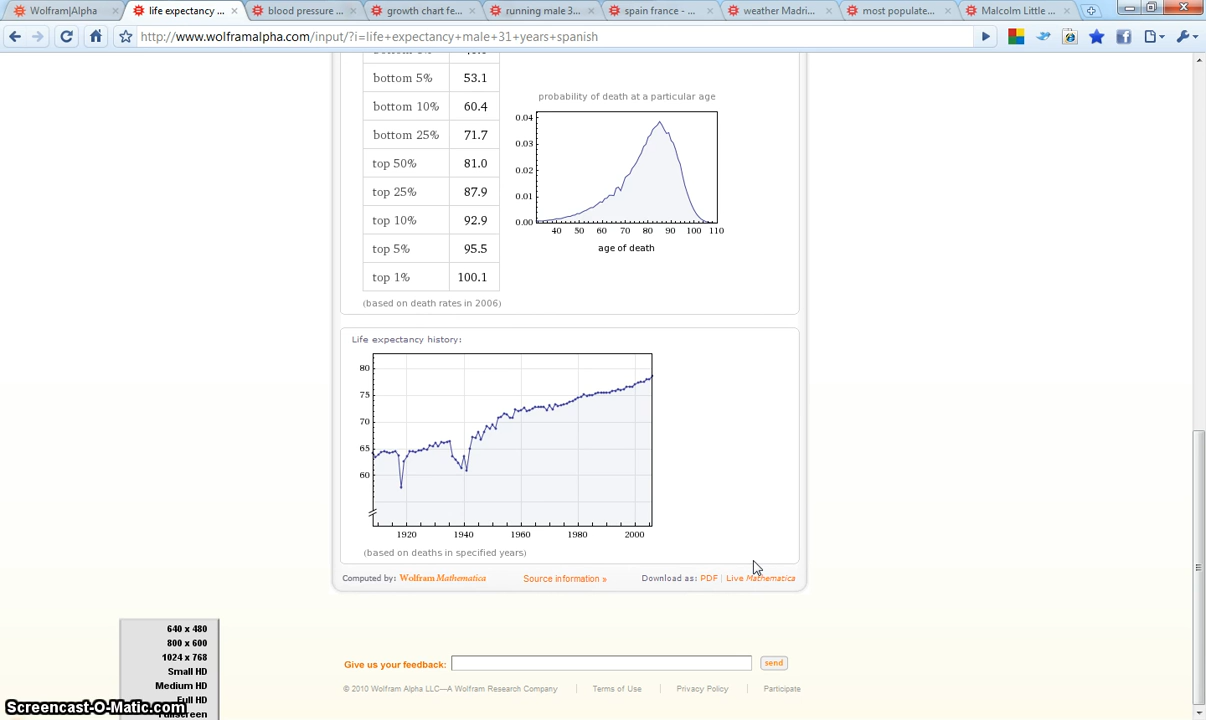 Wolfram|Alpha
life expectancy ...
blood pressure ...
growth chart fe...
running male 3...
spain france - ...
weather Madri...
most populate...
Malcolm Little ...
http://www.wolframalpha.com/input/?i=life+expectancy+male+31+years+spanish
bottom 5% 53.1
bottom 10% 60.4
bottom 25% 71.7
top 50% 81.0
top 25% 87.9
top 10% 92.9
top 5% 95.5
top 1% 100.1
probability of death at a particular age
0.04
0.03
0.02
0.01
0.00
40 50 60 70 80 90 100 110
age of death
(based on death rates in 2006)
Life expectancy history:
80
75
70
65
60
1920 1940 1960 1980 2000
(based on deaths in specified years)
Computed by: Wolfram Mathematica Source information » Download as: PDF | Live Mathematica
640 x 480
800 x 600
1024 x 768
Small HD
Medium HD
Full HD
Fullscreen
Screencast-O-Matic.com
Give us your feedback: send
© 2010 Wolfram Alpha LLC—A Wolfram Research Company | Terms of Use | Privacy Policy | Participate